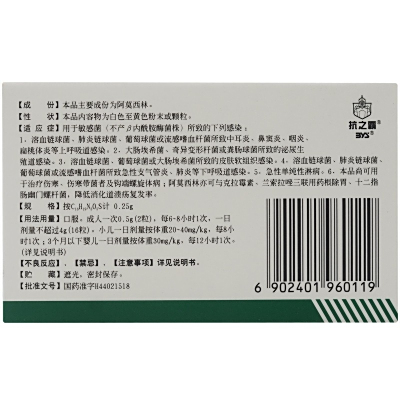 【成　份】本品主要成份为阿莫西林。
【性　状】本品内容物为白色至黄色粉末或颗粒。
【适 应 症】用于敏感菌（不产β内酰胺酶菌株）所致的下列感染：
1、溶血链球菌、肺炎链球菌、葡萄球菌或流感嗜血杆菌所致中耳炎、鼻窦炎、咽炎、
扁桃体炎等上呼吸道感染。2、大肠埃希菌、奇异变形杆菌或粪肠球菌所致的泌尿生
殖道感染。3、溶血链球菌、葡萄球菌或大肠埃希菌所致的皮肤软组织感染。4、溶血链球菌、肺炎链球菌、
葡萄球菌或流感嗜血杆菌所致急性支气管炎、肺炎等下呼吸道感染。5、急性单纯性淋病。6、本品尚可用
于治疗伤寒、伤寒带菌者及钩端螺旋体病；阿莫西林亦可与克拉霉素、兰索拉唑三联用药根除胃、十二指
肠幽门螺杆菌，降低消化道溃疡复发率。
【规　格】按C₁₆H₁₉N₃O₅S计 0.25g
【用法用量】口服。成人一次0.5g(2粒)，每6-8小时1次，一日
剂量不超过4g(16粒)。小儿一日剂量按体重20-40mg/kg，每8小
时1次；3个月以下婴儿一日剂量按体重30mg/kg，每12小时1次。
（详见说明书）
【不良反应】、【禁忌】、【注意事项】详见说明书。
【贮　藏】遮光，密封保存。
【批准文号】国药准字H44021518
抗之霸®
BYS®
6 902401 960119